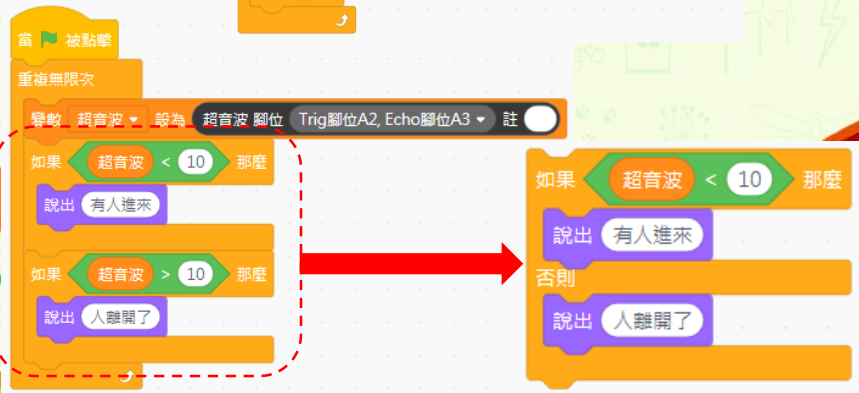 當 被點擊
重複無限次
變數 超音波 設為 超音波 腳位 Trig腳位A2, Echo腳位A3 註
如果 超音波 < 10 那麼
說出 有人進來
如果 超音波 > 10 那麼
說出 人離開了
如果 超音波 < 10 那麼
說出 有人進來
否則
說出 人離開了